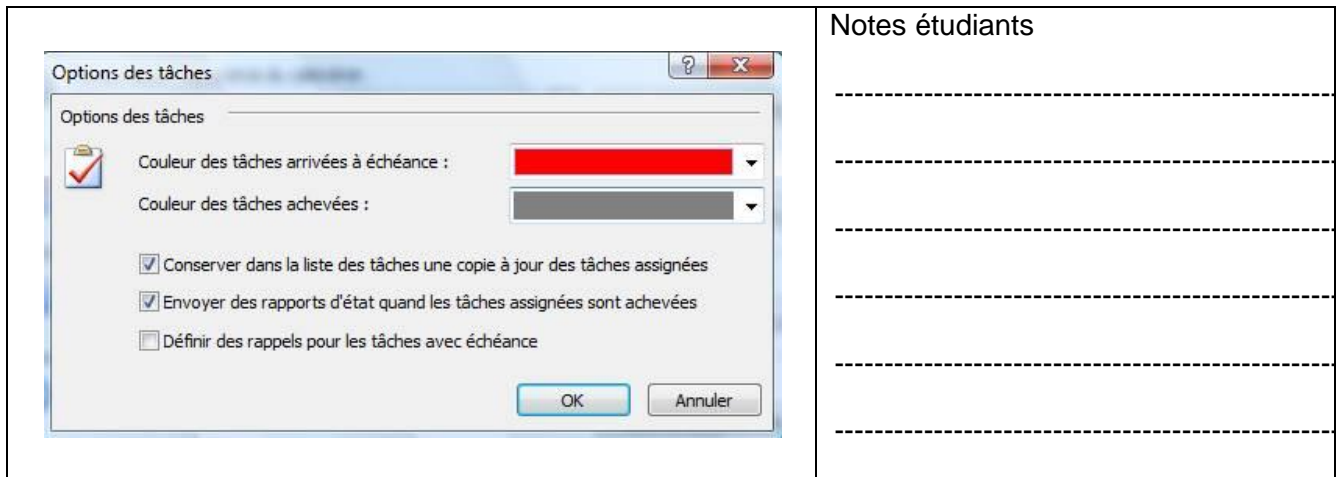 Notes étudiants
Options des tâches
Options des tâches
Couleur des tâches arrivées à échéance :
Couleur des tâches achevées :
Conserver dans la liste des tâches une copie à jour des tâches assignées
Envoyer des rapports d'état quand les tâches assignées sont achevées
Définir des rappels pour les tâches avec échéance
OK
Annuler